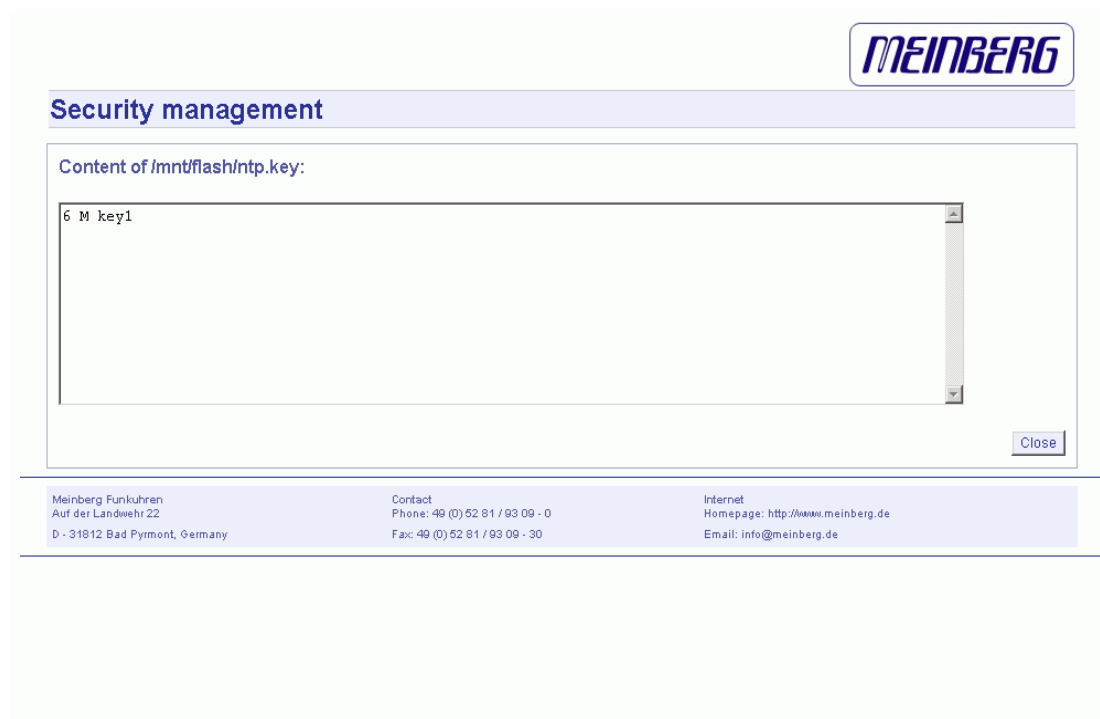 MEINBERG
Security management
Content of /mnt/flash/ntp.key:
6 M key1
Close
Meinberg Funkuhren
Auf der Landwehr 22
D - 31812 Bad Pyrmont, Germany
Contact
Phone: 49 (0) 52 81 / 93 09 - 0
Fax: 49 (0) 52 81 / 93 09 - 30
Internet
Homepage: http://www.meinberg.de
Email: info@meinberg.de